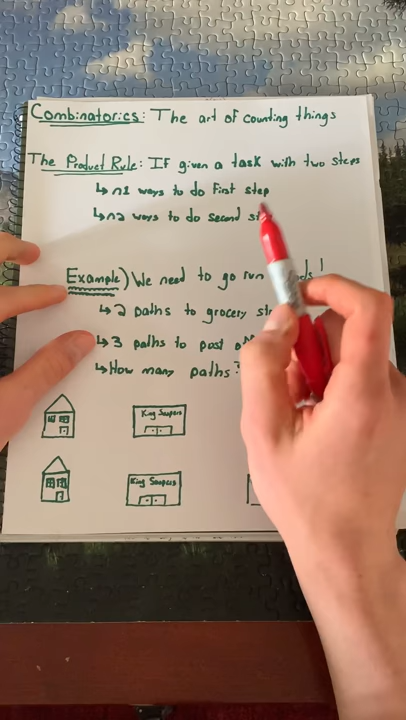 Combinatorics: The art of counting things
The Product Rule: If given a task with two steps
↳ n1 ways to do first step
↳ n2 ways to do second
Example) We need to go run
↳ 2 paths to grocery
↳ 3 paths to post
↳ How many paths?
King Soopers
King Soopers